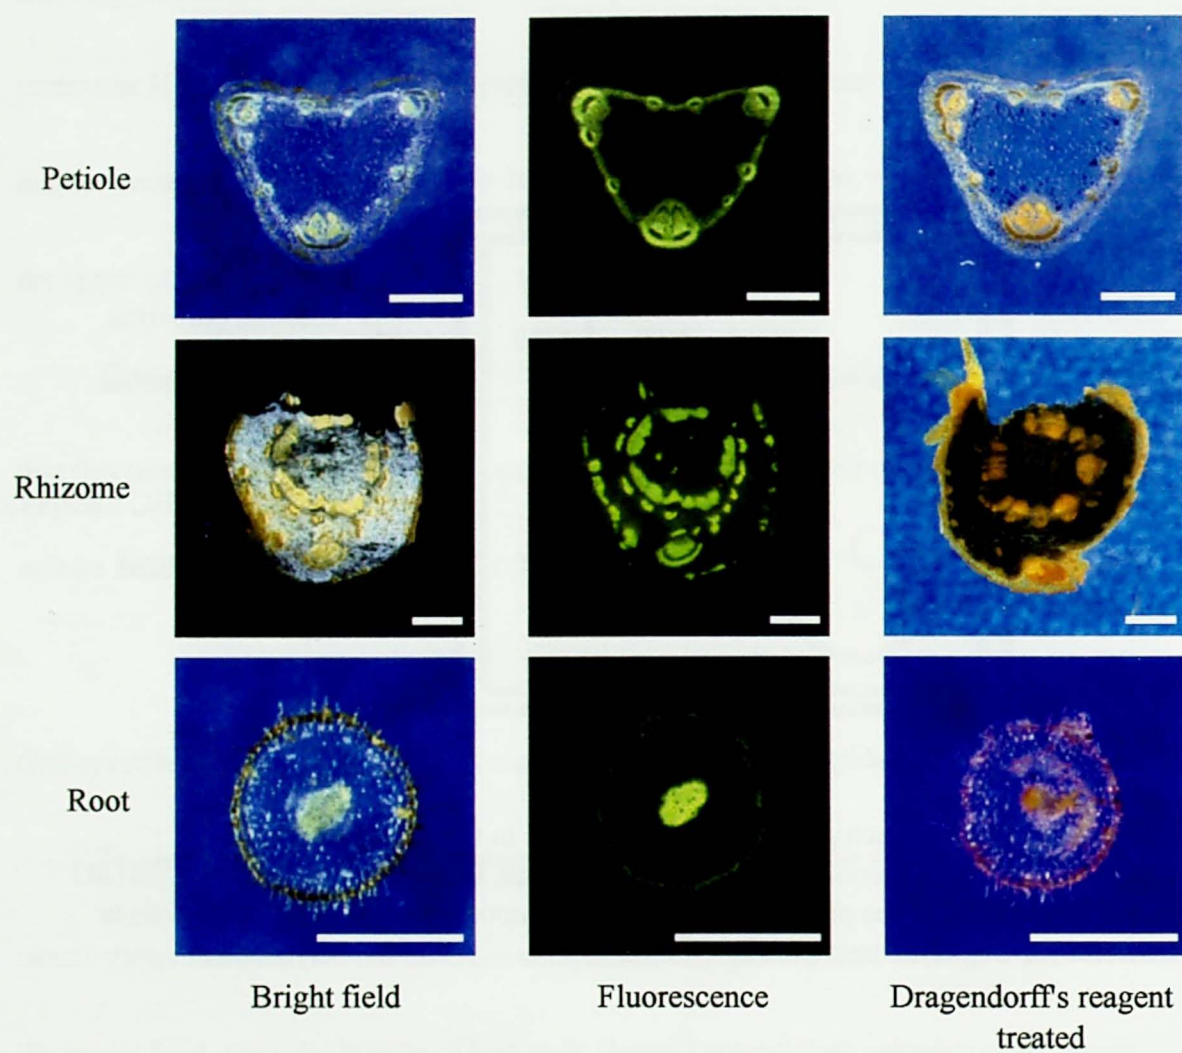 Petiole
Rhizome
Root
Bright field
Fluorescence
Dragendorff's reagent
treated